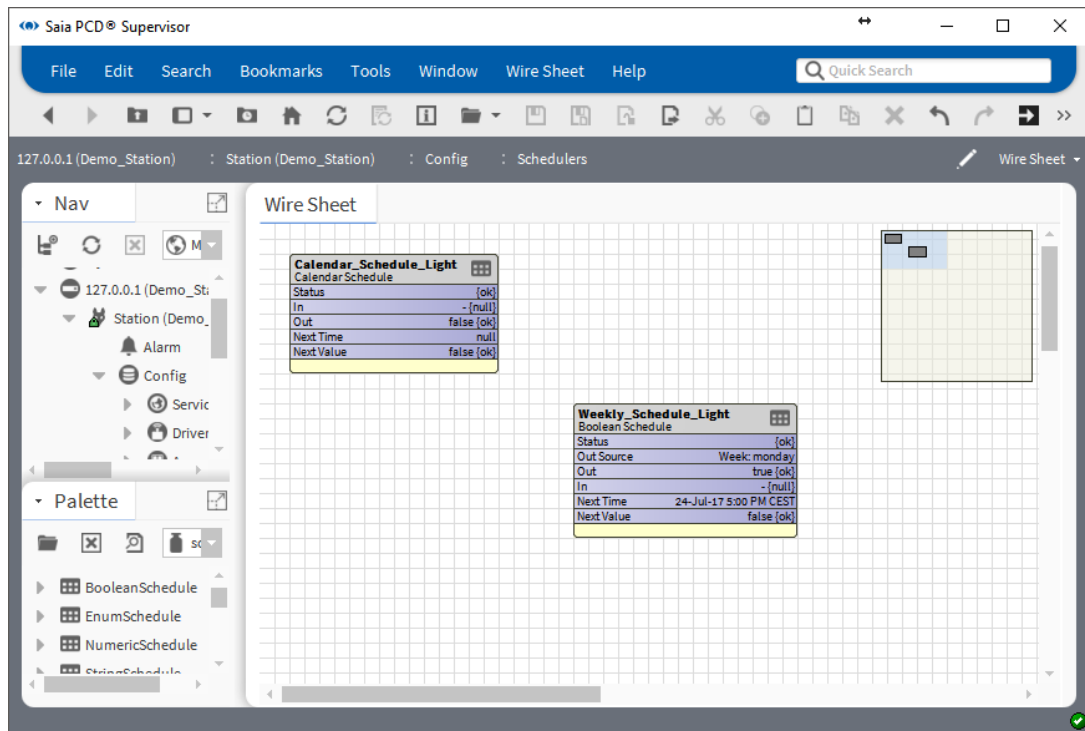 Saia PCD® Supervisor
File Edit Search Bookmarks Tools Window Wire Sheet Help Quick Search
127.0.0.1 (Demo_Station) : Station (Demo_Station) : Config : Schedulers Wire Sheet
Nav
M
127.0.0.1 (Demo_St
Station (Demo_
Alarm
Config
Servic
Driver
Palette
sc
BooleanSchedule
EnumSchedule
NumericSchedule
StringSchedule
Wire Sheet
Calendar_Schedule_Light
Calendar Schedule
Status {ok}
In - {null}
Out false {ok}
Next Time null
Next Value false {ok}
Weekly_Schedule_Light
Boolean Schedule
Status {ok}
Out Source Week: monday
Out true {ok}
In - {null}
Next Time 24-Jul-17 5:00 PM CEST
Next Value false {ok}